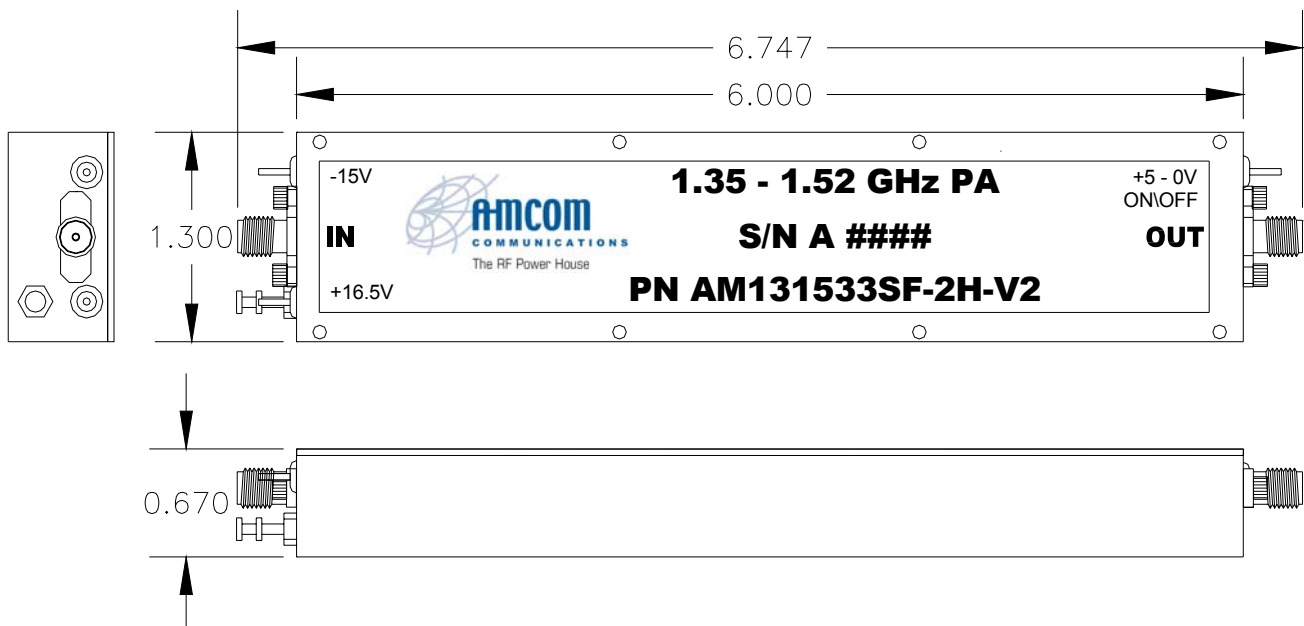 6.747
6.000
-15V
1.35 - 1.52 GHz PA
+5 - 0V
ON\OFF
AMCOM
COMMUNICATIONS
The RF Power House
1.300
IN
S/N A ####
OUT
+16.5V
PN AM131533SF-2H-V2
0.670